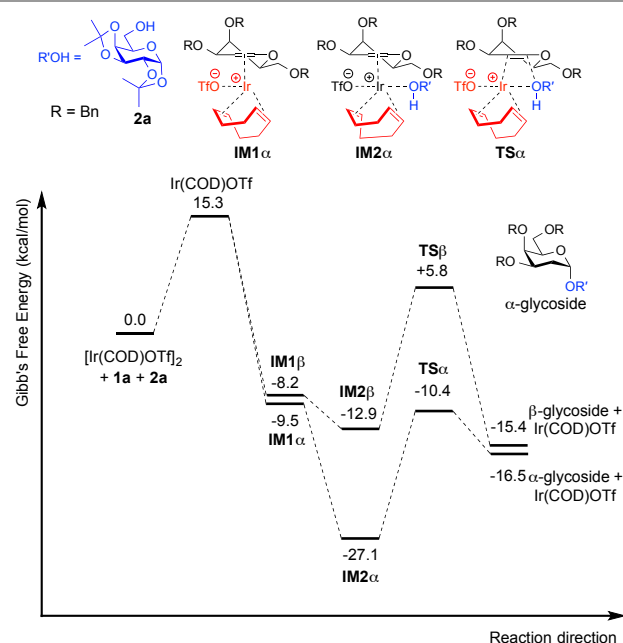 R'OH =
OH
O
O
O
O
O
R = Bn
2a
OR
RO
O
OR
TfO
⊖
⊕
Ir
IM1α
OR
RO
O
OR
TfO
⊖
⊕
Ir
OR'
H
IM2α
OR
RO
O
OR
TfO
⊖
⊕
Ir
OR'
H
TSα
Gibb's Free Energy (kcal/mol)
Ir(COD)OTf
15.3
0.0
[Ir(COD)OTf]2
+ 1a + 2a
IM1β
-8.2
-9.5
IM1α
IM2β
-12.9
-27.1
IM2α
TSβ
+5.8
TSα
-10.4
RO OR
O
RO
OR'
α-glycoside
-15.4 β-glycoside +
Ir(COD)OTf
-16.5 α-glycoside +
Ir(COD)OTf
Reaction direction